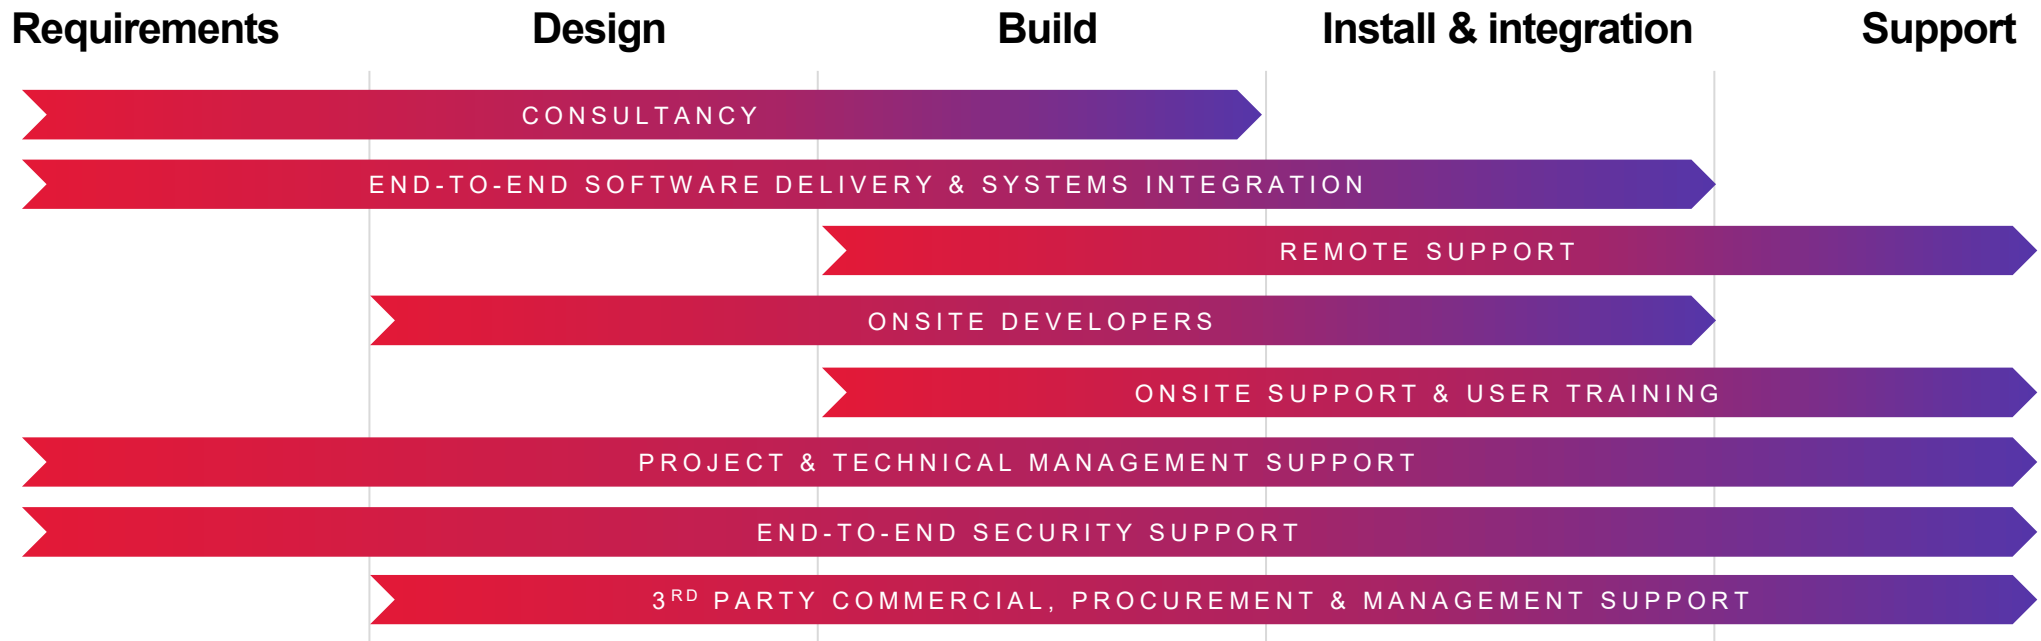 Requirements Design Build Install & integration Support
CONSULTANCY
END-TO-END SOFTWARE DELIVERY & SYSTEMS INTEGRATION
REMOTE SUPPORT
ONSITE DEVELOPERS
ONSITE SUPPORT & USER TRAINING
PROJECT & TECHNICAL MANAGEMENT SUPPORT
END-TO-END SECURITY SUPPORT
3RD PARTY COMMERCIAL, PROCUREMENT & MANAGEMENT SUPPORT